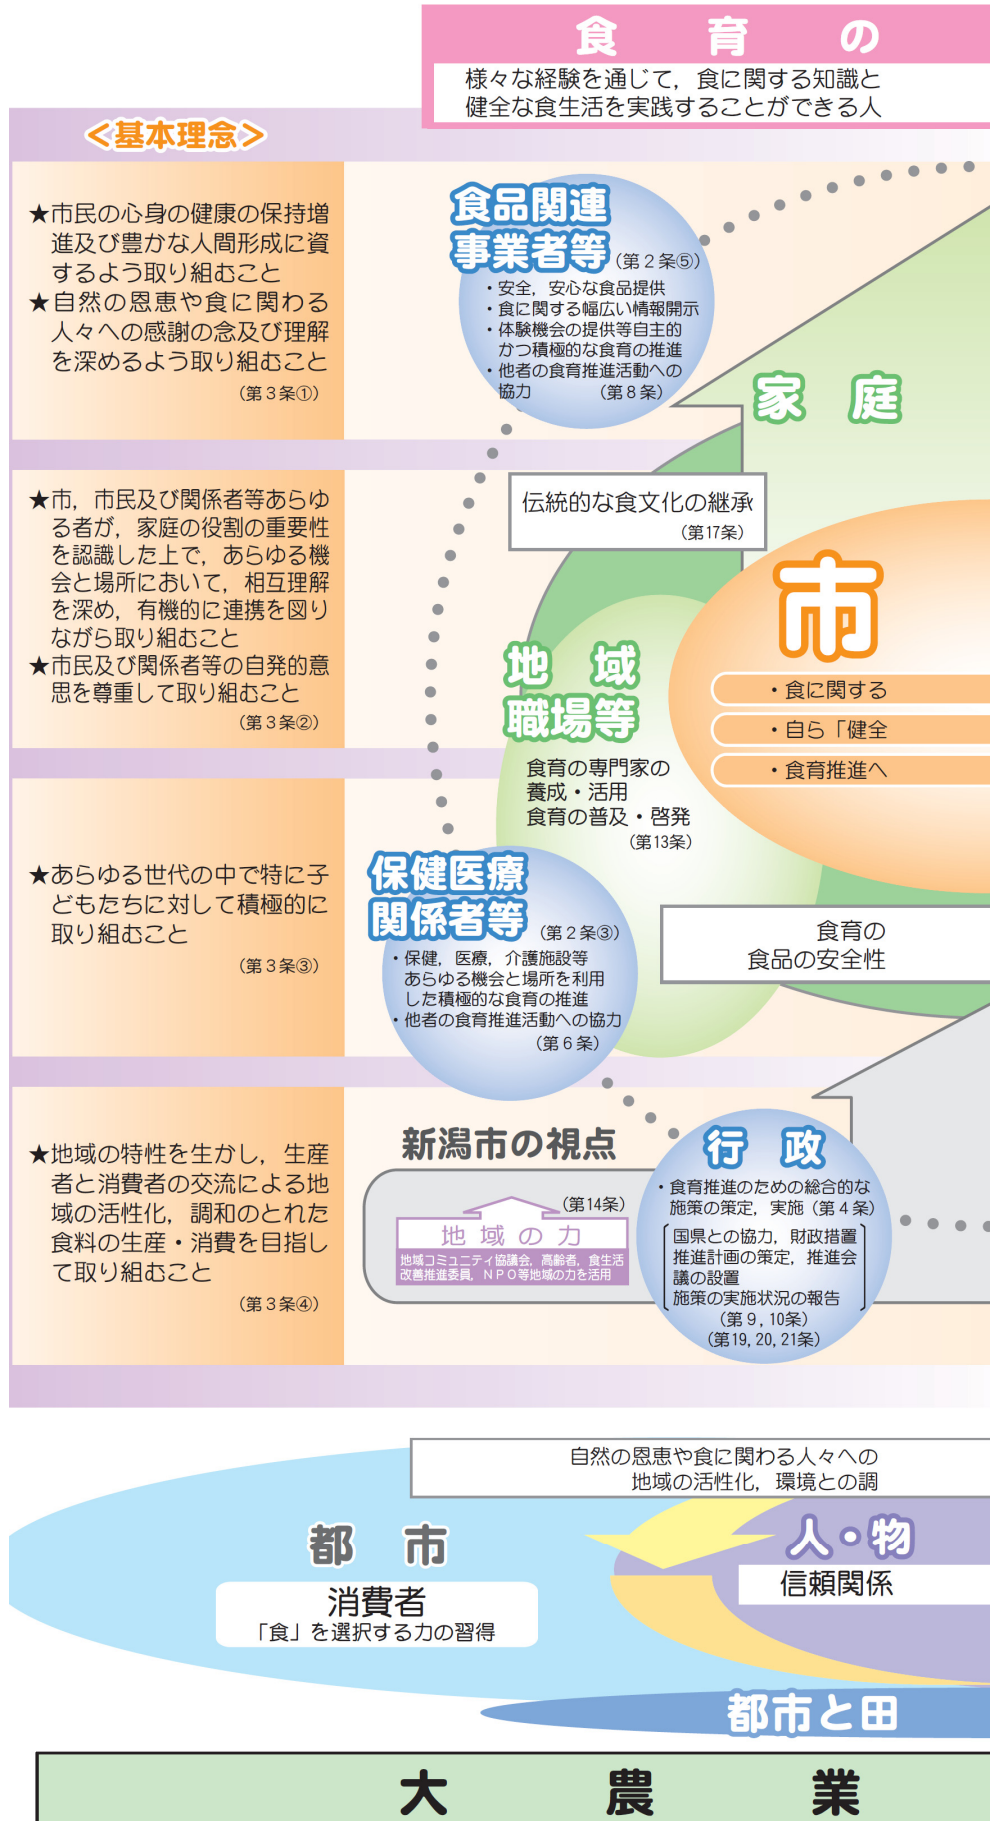 食育の
様々な経験を通じて，食に関する知識と
健全な食生活を実践することができる人
＜基本理念＞
★市民の心身の健康の保持増
進及び豊かな人間形成に資
するよう取り組むこと
★自然の恩恵や食に関わる
人々への感謝の念及び理解
を深めるよう取り組むこと
（第３条①）
★市，市民及び関係者等あらゆ
る者が，家庭の役割の重要性
を認識した上で，あらゆる機
会と場所において，相互理解
を深め，有機的に連携を図り
ながら取り組むこと
★市民及び関係者等の自発的意
思を尊重して取り組むこと
（第３条②）
★あらゆる世代の中で特に子
どもたちに対して積極的に
取り組むこと
（第３条③）
★地域の特性を生かし，生産
者と消費者の交流による地
域の活性化，調和のとれた
食料の生産・消費を目指し
て取り組むこと
（第３条④）
食品関連
事業者等（第２条⑤）
・安全，安心な食品提供
・食に関する幅広い情報開示
・体験機会の提供等自主的
かつ積極的な食育の推進
・他者の食育推進活動への
協力　（第８条）
家庭
伝統的な食文化の継承
（第17条）
市
・食に関する
・自ら「健全
・食育推進へ
地域
職場等
食育の専門家の
養成・活用
食育の普及・啓発
（第13条）
保健医療
関係者等（第２条③）
・保健，医療，介護施設等
あらゆる機会と場所を利用
した積極的な食育の推進
・他者の食育推進活動への協力
（第６条）
食育の
食品の安全性
新潟市の視点
（第14条）
地域の力
地域コミュニティ協議会，高齢者，食生活
改善推進委員，ＮＰＯ等地域の力を活用
行政
・食育推進のための総合的な
施策の策定，実施（第４条）
国県との協力，財政措置
推進計画の策定，推進会
議の設置
施策の実施状況の報告
（第９,10条）
（第19,20,21条）
自然の恩恵や食に関わる人々への
地域の活性化，環境との調
都市
消費者
「食」を選択する力の習得
人・物
信頼関係
都市と田
大農業